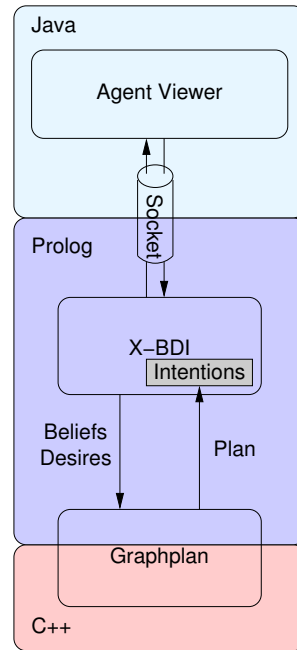 Java
Agent Viewer
Socket
Prolog
X−BDI
Intentions
Beliefs
Desires
Plan
Graphplan
C++